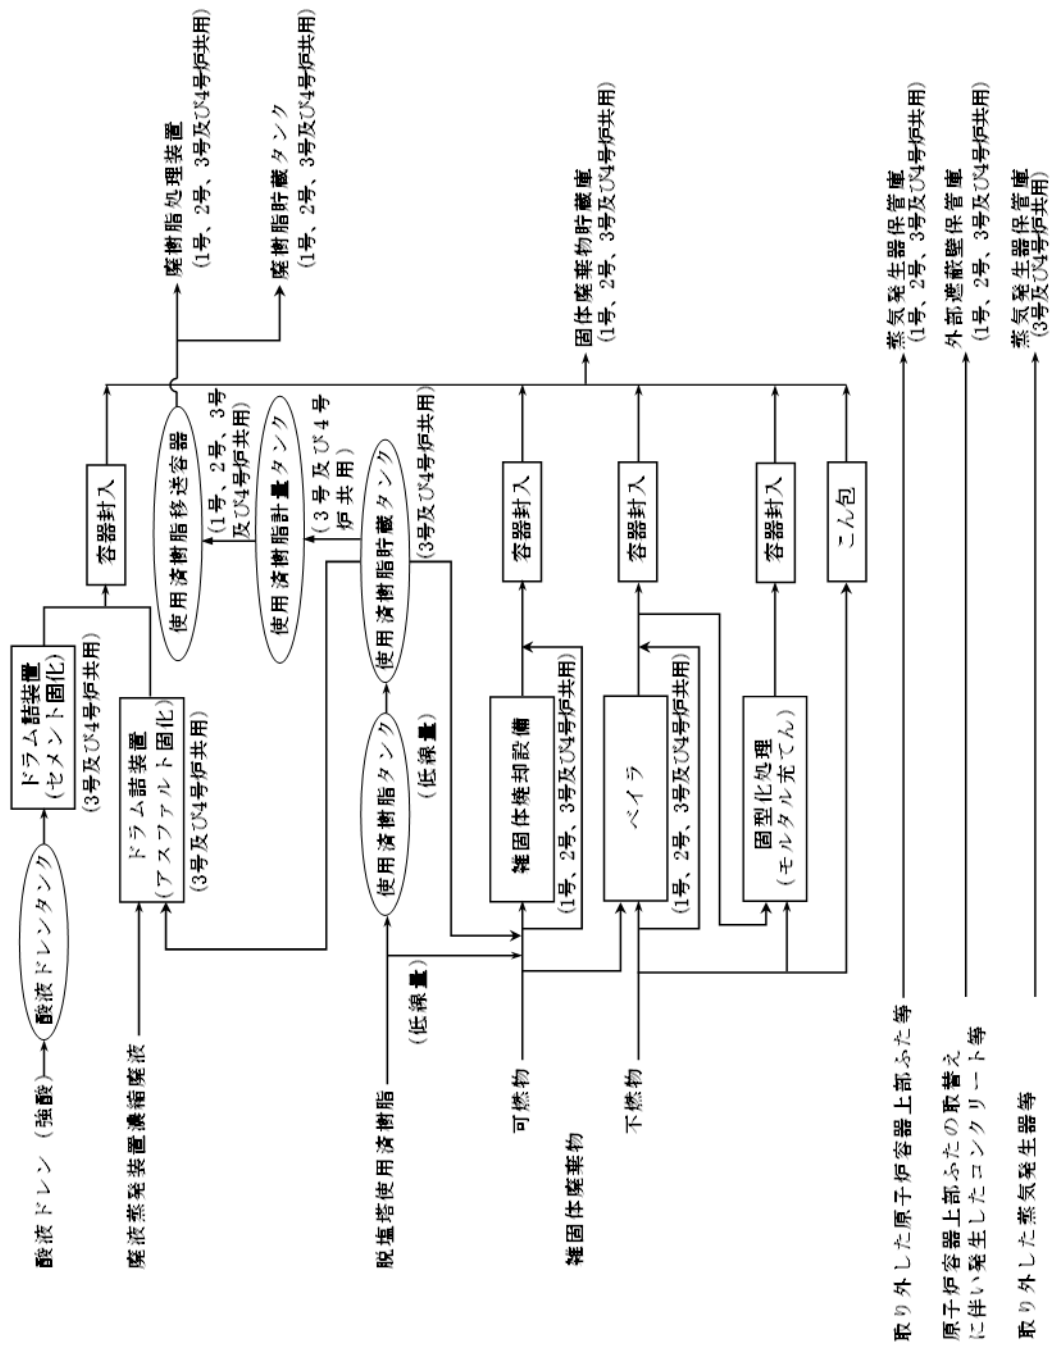 酸液ドレン(強酸)
酸液ドレンタンク
ドラム詰装置
(セメント固化)
(3号及び4号炉共用)
廃液蒸発装置濃縮廃液
ドラム詰装置
(アスファルト固化)
(3号及び4号炉共用)
容器封入
脱塩塔使用済樹脂
(低線量)
使用済樹脂タンク
(低線量)
使用済樹脂貯蔵タンク
(3号及び4号炉共用)
使用済樹脂計量タンク
(3号及び4号
炉共用)
使用済樹脂移送容器
(1号、2号、3号
及び4号炉共用)
廃樹脂処理装置
(1号、2号、3号及び4号炉共用)
廃樹脂貯蔵タンク
(1号、2号、3号及び4号炉共用)
雑固体廃棄物
可燃物
雑固体焼却設備
(1号、2号、3号及び4号炉共用)
容器封入
不燃物
ベイラ
(1号、2号、3号及び4号炉共用)
容器封入
固型化処理
(モルタル充てん)
容器封入
こん包
固体廃棄物貯蔵庫
(1号、2号、3号及び4号炉共用)
取り外した原子炉容器上部ふた等
蒸気発生器保管庫
(1号、2号、3号及び4号炉共用)
原子炉容器上部ふたの取替え
に伴い発生したコンクリート等
外部遮蔽壁保管庫
(1号、2号、3号及び4号炉共用)
取り外した蒸気発生器等
蒸気発生器保管庫
(3号及び4号炉共用)